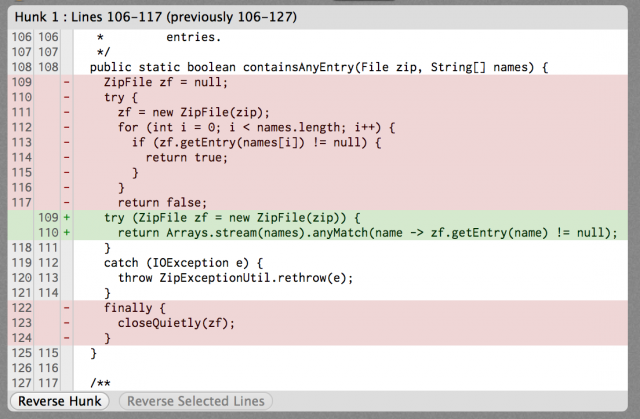 Hunk 1 : Lines 106–117 (previously 106–127)
106 106 * entries.
107 107 */
108 108 public static boolean containsAnyEntry(File zip, String[] names) {
109 - ZipFile zf = null;
110 - try {
111 - zf = new ZipFile(zip);
112 - for (int i = 0; i < names.length; i++) {
113 - if (zf.getEntry(names[i]) != null) {
114 - return true;
115 - }
116 - }
117 - return false;
109 + try (ZipFile zf = new ZipFile(zip)) {
110 + return Arrays.stream(names).anyMatch(name -> zf.getEntry(name) != null);
118 111 }
119 112 catch (IOException e) {
120 113 throw ZipExceptionUtil.rethrow(e);
121 114 }
122 - finally {
123 - closeQuietly(zf);
124 - }
125 115 }
126 116
127 117 /**
Reverse Hunk Reverse Selected Lines